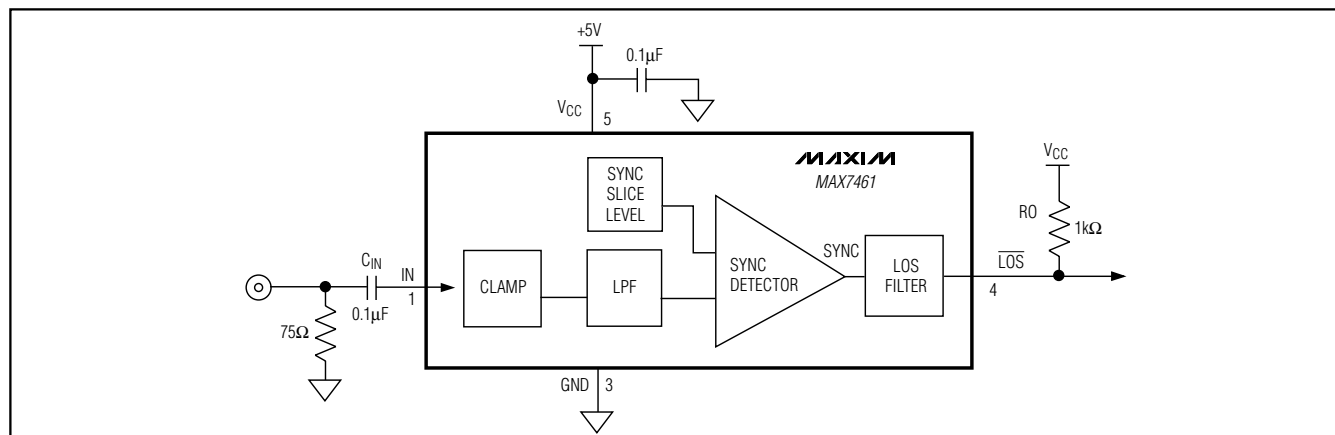 +5V
0.1µF
VCC
5
MAXIM
MAX7461
SYNC
SLICE
LEVEL
VCC
RO
1kΩ
CIN
IN
1
0.1µF
75Ω
CLAMP
LPF
SYNC
DETECTOR
SYNC
LOS
FILTER
L̅O̅S̅
4
GND
3